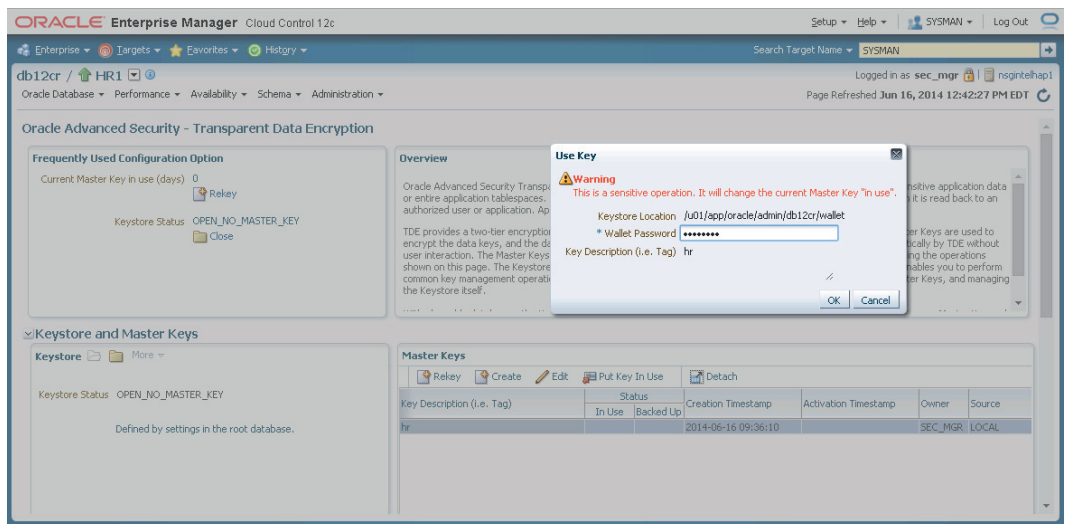 ORACLE Enterprise Manager Cloud Control 12c
Setup Help SYSMAN Log Out
Enterprise Targets Favorites History Search Target Name SYSMAN
db12cr / HR1 Logged in as sec_mgr nsgintelhap1
Oracle Database Performance Availability Schema Administration Page Refreshed Jun 16, 2014 12:42:27 PM EDT
Oracle Advanced Security - Transparent Data Encryption
Frequently Used Configuration Option
Current Master Key in use (days) 0
Rekey
Keystore Status OPEN_NO_MASTER_KEY
Close
Overview
Oracle Advanced Security Transpa
nsitive application data
or entire application tablespaces.
it is read back to an
authorized user or application. Ap
TDE provides a two-tier encryption
er Keys are used to
encrypt the data keys, and the da
tically by TDE without
user interaction. The Master Keys
ing the operations
shown on this page. The Keystore
nables you to perform
common key management operati
er Keys, and managing
the Keystore itself.
Use Key
Warning
This is a sensitive operation. It will change the current Master Key "in use".
Keystore Location /u01/app/oracle/admin/db12cr/wallet
* Wallet Password ••••••••
Key Description (i.e. Tag) hr
OK Cancel
Keystore and Master Keys
Keystore More
Keystore Status OPEN_NO_MASTER_KEY
Defined by settings in the root database.
Master Keys
Rekey Create Edit Put Key In Use Detach
Key Description (i.e. Tag) Status Creation Timestamp Activation Timestamp Owner Source
In Use Backed Up
hr 2014-06-16 09:36:10 SEC_MGR LOCAL